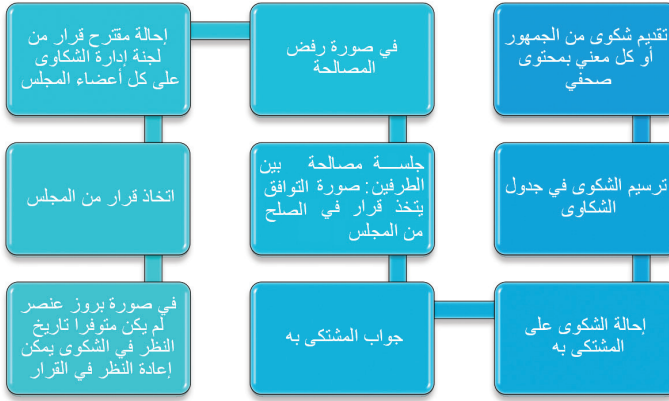 تقديم شكوى من الجمهور
أو كل معني بمحتوى
صحفي
ترسيم الشكوى في جدول
الشكاوى
إحالة الشكوى على
المشتكى به
جواب المشتكى به
جلســة مصالحة بين
الطرفين: صورة التوافق
يتخذ قرار في الصلح
من المجلس
في صورة رفض
المصالحة
إحالة مقترح قرار من
لجنة إدارة الشكاوى
على كل أعضاء المجلس
اتخاذ قرار من المجلس
في صورة بروز عنصر
لم يكن متوفرا تاريخ
النظر في الشكوى يمكن
إعادة النظر في القرار